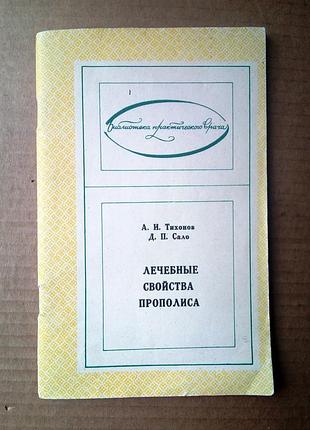 Библиотека практического врача
А. И. Тихонов
Д. П. Сало
ЛЕЧЕБНЫЕ
СВОЙСТВА
ПРОПОЛИСА